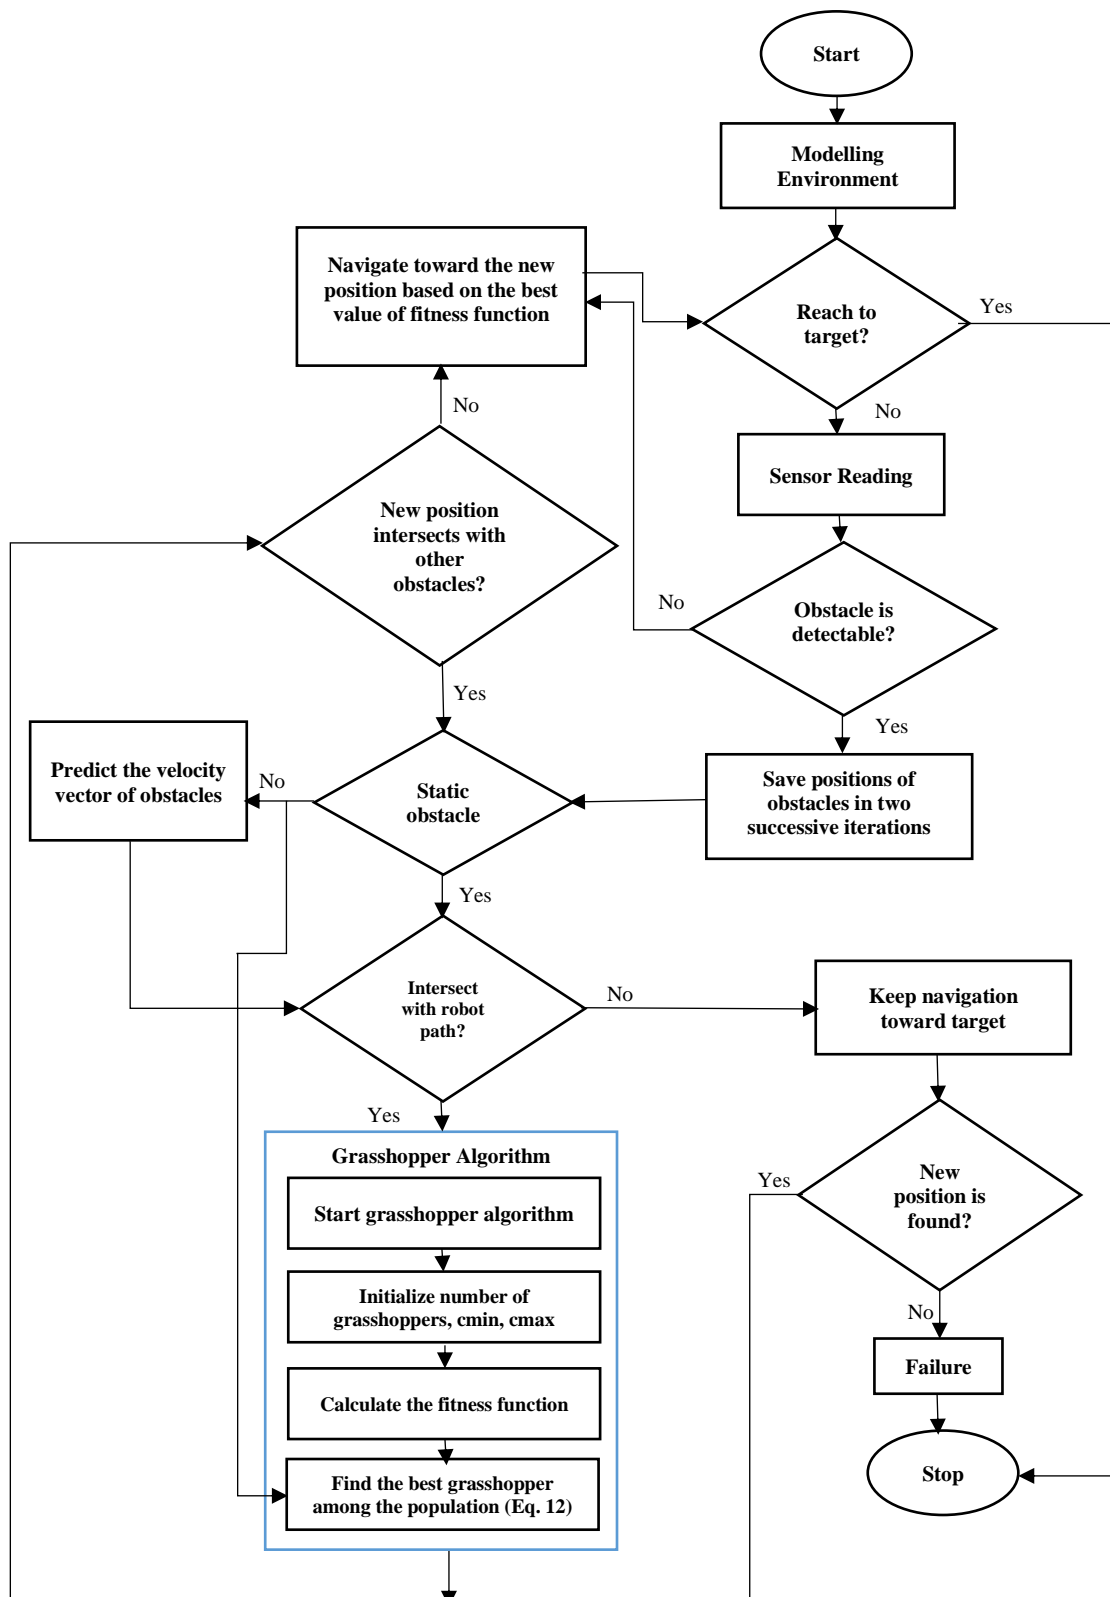 Start
Modelling
Environment
Navigate toward the new
position based on the best
value of fitness function
Reach to
target?
Yes
No
No
Sensor Reading
New position
intersects with
other
obstacles?
No
Obstacle is
detectable?
Yes
Yes
Predict the velocity
vector of obstacles
No
Static
obstacle
Save positions of
obstacles in two
successive iterations
Yes
Intersect
with robot
path?
No
Keep navigation
toward target
Yes
Grasshopper Algorithm
Start grasshopper algorithm
Initialize number of
grasshoppers, cmin, cmax
Calculate the fitness function
Find the best grasshopper
among the population (Eq. 12)
Yes
New
position is
found?
No
Failure
Stop